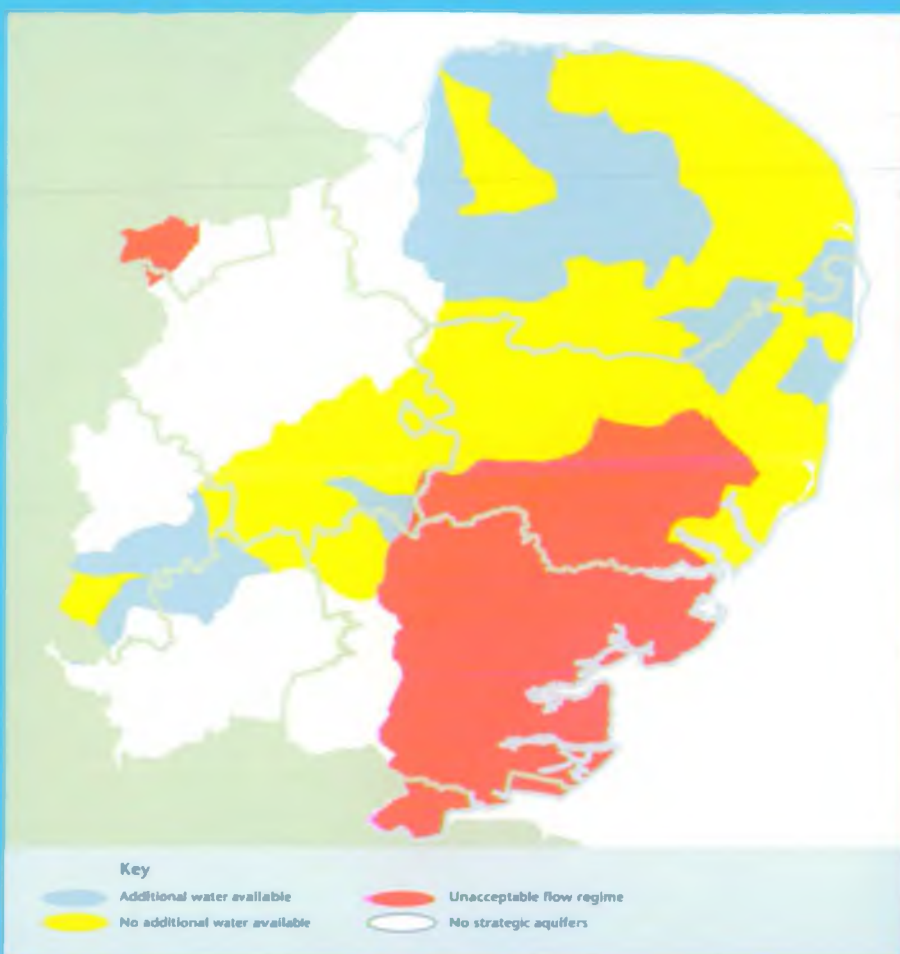 Key
Additional water available
No additional water available
Unacceptable flow regime
No strategic aquifers